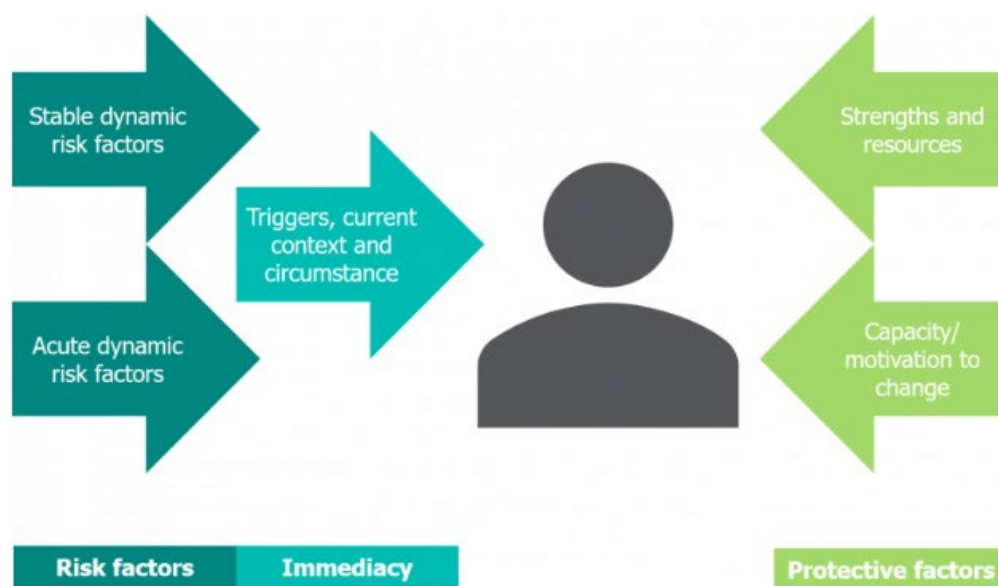 Stable dynamic
risk factors
Triggers, current
context and
circumstance
Acute dynamic
risk factors
Strengths and
resources
Capacity/
motivation to
change
Risk factors
Immediacy
Protective factors